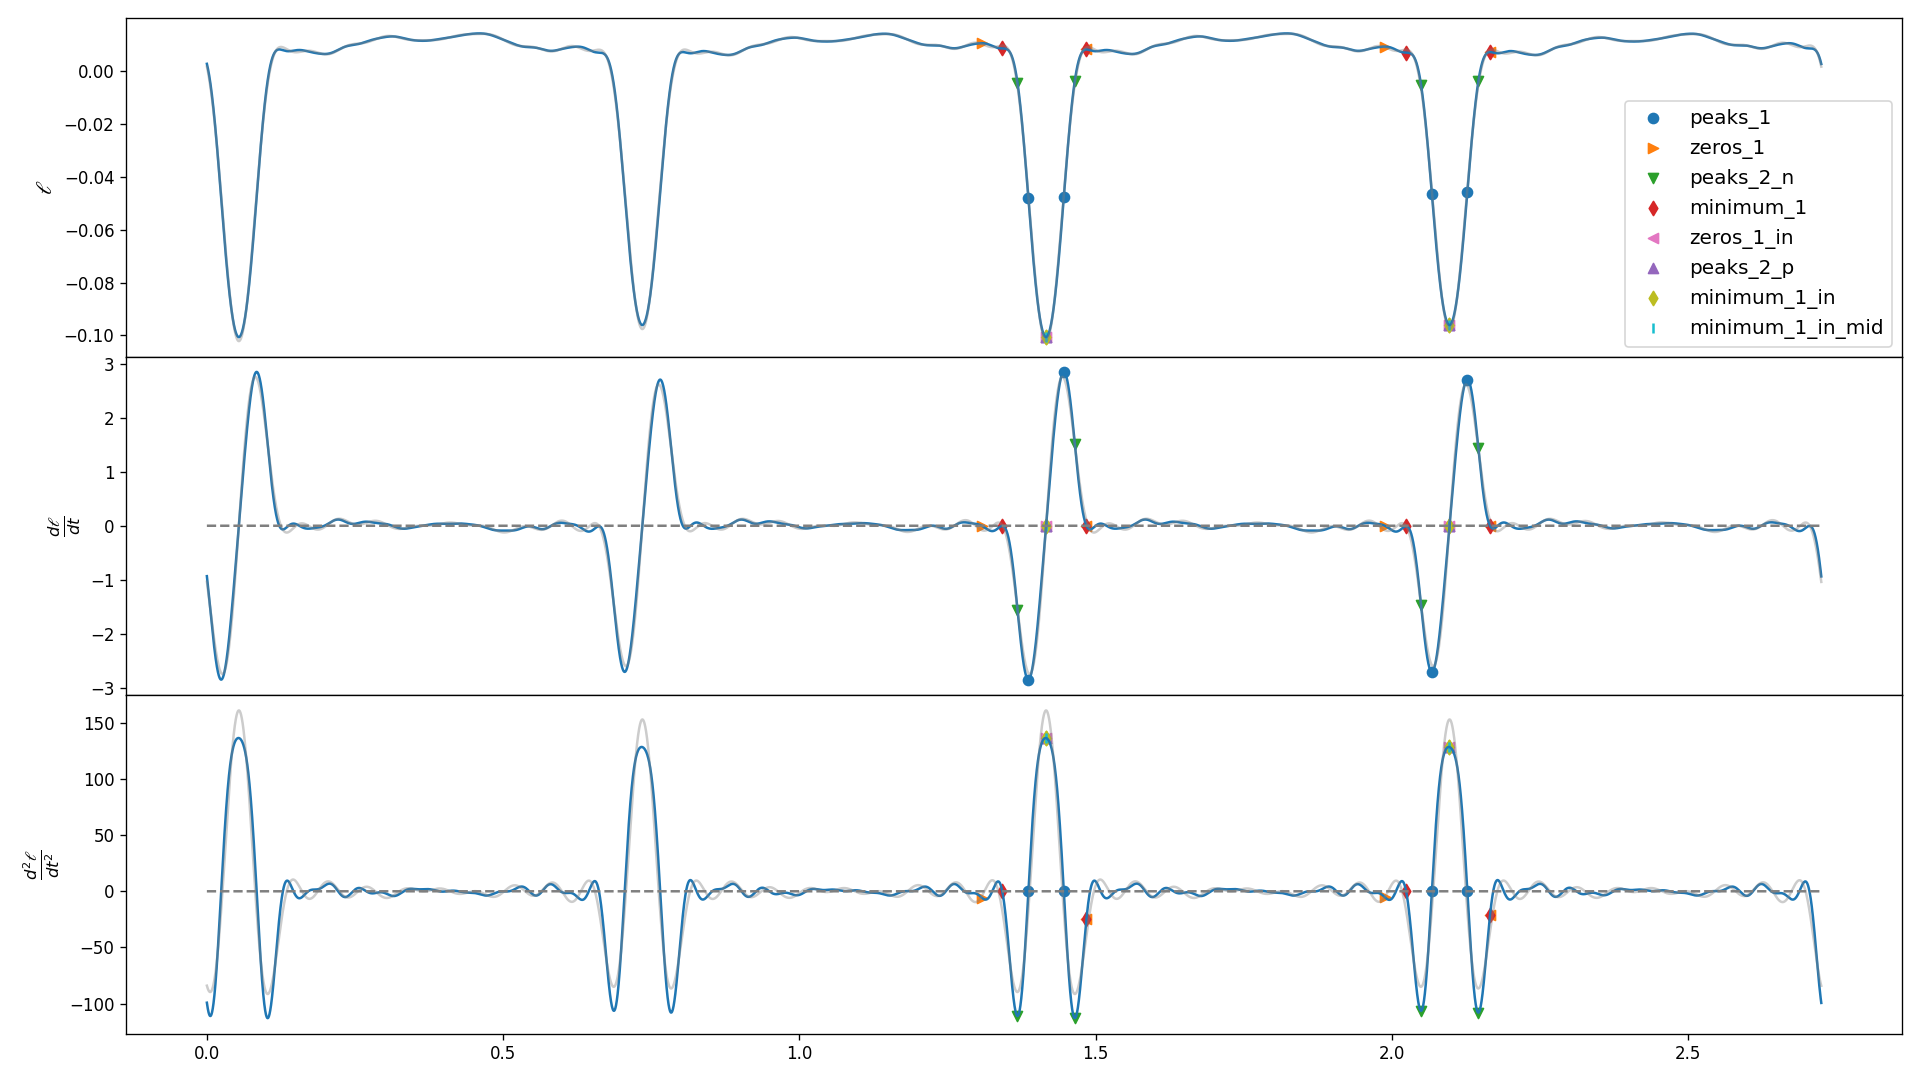 0.00
−0.02
−0.04
−0.06
−0.08
−0.10
ℓ
peaks_1
zeros_1
peaks_2_n
minimum_1
zeros_1_in
peaks_2_p
minimum_1_in
minimum_1_in_mid
3
2
1
0
−1
−2
−3
dℓ
dt
150
100
50
0
−50
−100
d²ℓ
dt²
0.0 0.5 1.0 1.5 2.0 2.5